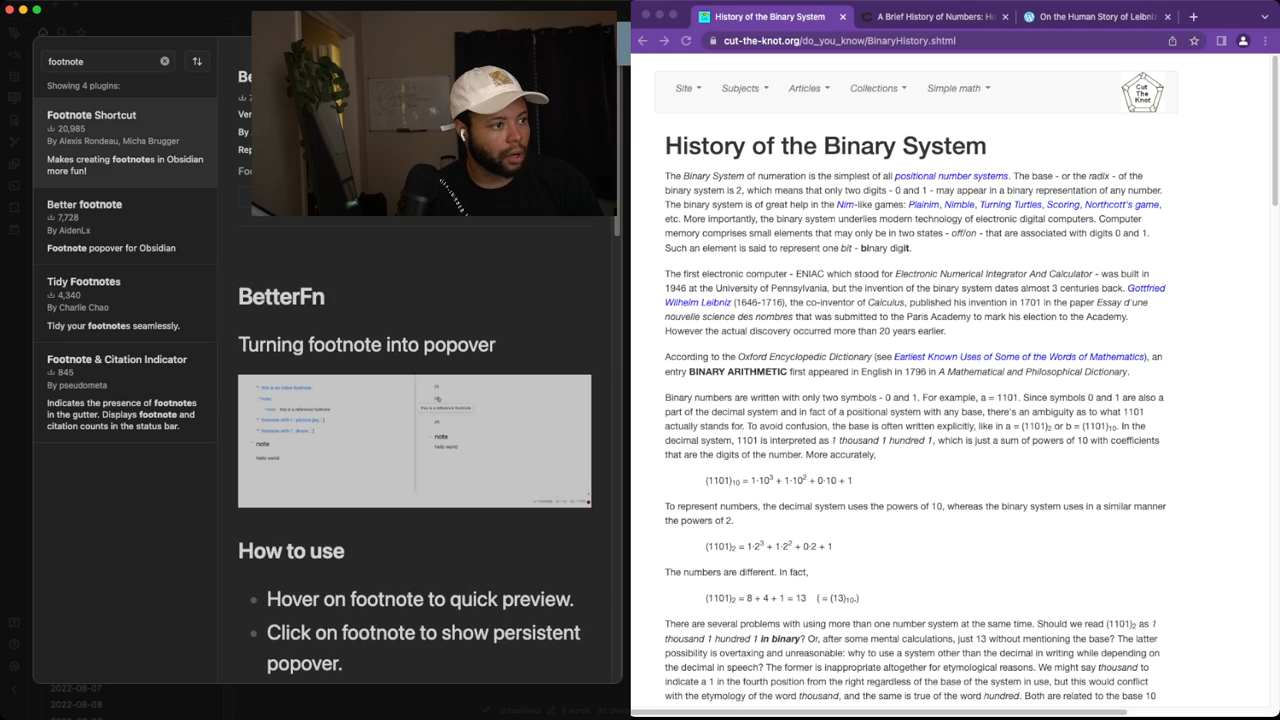 footnote
Showing 4 plugins:
Footnote Shortcut
20,985
By Alexis Rondeau, Micha Brugger
Makes creating footnotes in Obsidian
more fun!
Better footnote
7,728
By AidenLx
Footnote popover for Obsidian
Tidy Footnotes
4,340
By Charlie Chao
Tidy your footnotes seamlessly.
Footnote & Citation Indicator
845
By pseudometa
Indicates the presence of footnotes
in the gutter. Displays footnote and
citation counts in the status bar.
BetterFn
Turning footnote into popover
note
hello world
note
hello world
How to use
Hover on footnote to quick preview.
Click on footnote to show persistent
popover.
2022-08-07
2022-08-08
History of the Binary System
A Brief History of Numbers: Ho
On the Human Story of Leibniz
cut-the-knot.org/do_you_know/BinaryHistory.shtml
Site Subjects Articles Collections Simple math
Cut
The
Knot
History of the Binary System
The Binary System of numeration is the simplest of all positional number systems. The base - or the radix - of the
binary system is 2, which means that only two digits - 0 and 1 - may appear in a binary representation of any number.
The binary system is of great help in the Nim-like games: Plainim, Nimble, Turning Turtles, Scoring, Northcott's game,
etc. More importantly, the binary system underlies modern technology of electronic digital computers. Computer
memory comprises small elements that may only be in two states - off/on - that are associated with digits 0 and 1.
Such an element is said to represent one bit - binary digit.
The first electronic computer - ENIAC which stood for Electronic Numerical Integrator And Calculator - was built in
1946 at the University of Pennsylvania, but the invention of the binary system dates almost 3 centuries back. Gottfried
Wilhelm Leibniz (1646-1716), the co-inventor of Calculus, published his invention in 1701 in the paper Essay d'une
nouvelle science des nombres that was submitted to the Paris Academy to mark his election to the Academy.
However the actual discovery occurred more than 20 years earlier.
According to the Oxford Encyclopedic Dictionary (see Earliest Known Uses of Some of the Words of Mathematics), an
entry BINARY ARITHMETIC first appeared in English in 1796 in A Mathematical and Philosophical Dictionary.
Binary numbers are written with only two symbols - 0 and 1. For example, a = 1101. Since symbols 0 and 1 are also a
part of the decimal system and in fact of a positional system with any base, there's an ambiguity as to what 1101
actually stands for. To avoid confusion, the base is often written explicitly, like in a = (1101)₂ or b = (1101)₁₀. In the
decimal system, 1101 is interpreted as 1 thousand 1 hundred 1, which is just a sum of powers of 10 with coefficients
that are the digits of the number. More accurately,
(1101)₁₀ = 1·10³ + 1·10² + 0·10 + 1
To represent numbers, the decimal system uses the powers of 10, whereas the binary system uses in a similar manner
the powers of 2.
(1101)₂ = 1·2³ + 1·2² + 0·2 + 1
The numbers are different. In fact,
(1101)₂ = 8 + 4 + 1 = 13 ( = (13)₁₀.)
There are several problems with using more than one number system at the same time. Should we read (1101)₂ as 1
thousand 1 hundred 1 in binary? Or, after some mental calculations, just 13 without mentioning the base? The latter
possibility is overtaxing and unreasonable: why to use a system other than the decimal in writing while depending on
the decimal in speech? The former is inappropriate altogether for etymological reasons. We might say thousand to
indicate a 1 in the fourth position from the right regardless of the base of the system in use, but this would conflict
with the etymology of the word thousand, and the same is true of the word hundred. Both are related to the base 10